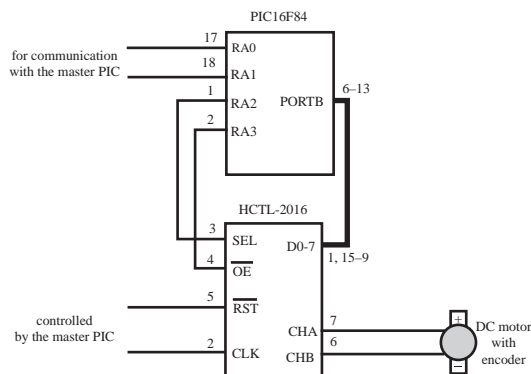 PIC16F84
17
RA0
for communication
with the master PIC
18
RA1
1
RA2
PORTB
6–13
2
RA3
HCTL-2016
3
SEL
D0-7
4
OE
1, 15–9
5
RST
controlled
by the master PIC
2
CLK
CHA
7
CHB
6
+
–
DC motor
with
encoder